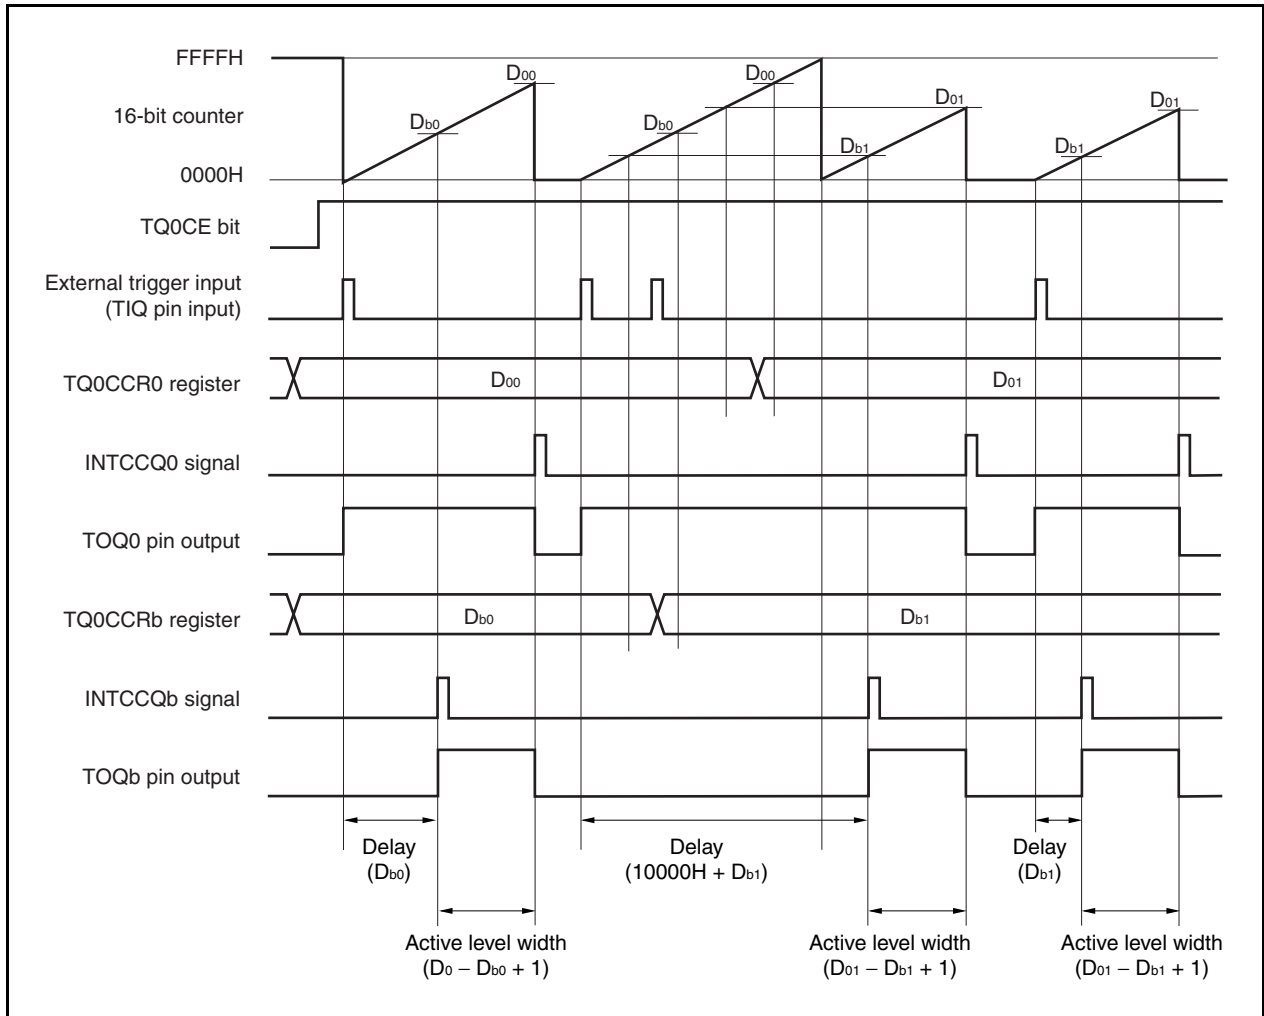 FFFFH
D00
D00
16-bit counter
Db0
Db0
D01
D01
Db1
Db1
0000H
TQ0CE bit
External trigger input
(TIQ pin input)
TQ0CCR0 register
D00
D01
INTCCQ0 signal
TOQ0 pin output
TQ0CCRb register
Db0
Db1
INTCCQb signal
TOQb pin output
Delay
(Db0)
Delay
(10000H + Db1)
Delay
(Db1)
Active level width
(D0 − Db0 + 1)
Active level width
(D01 − Db1 + 1)
Active level width
(D01 − Db1 + 1)